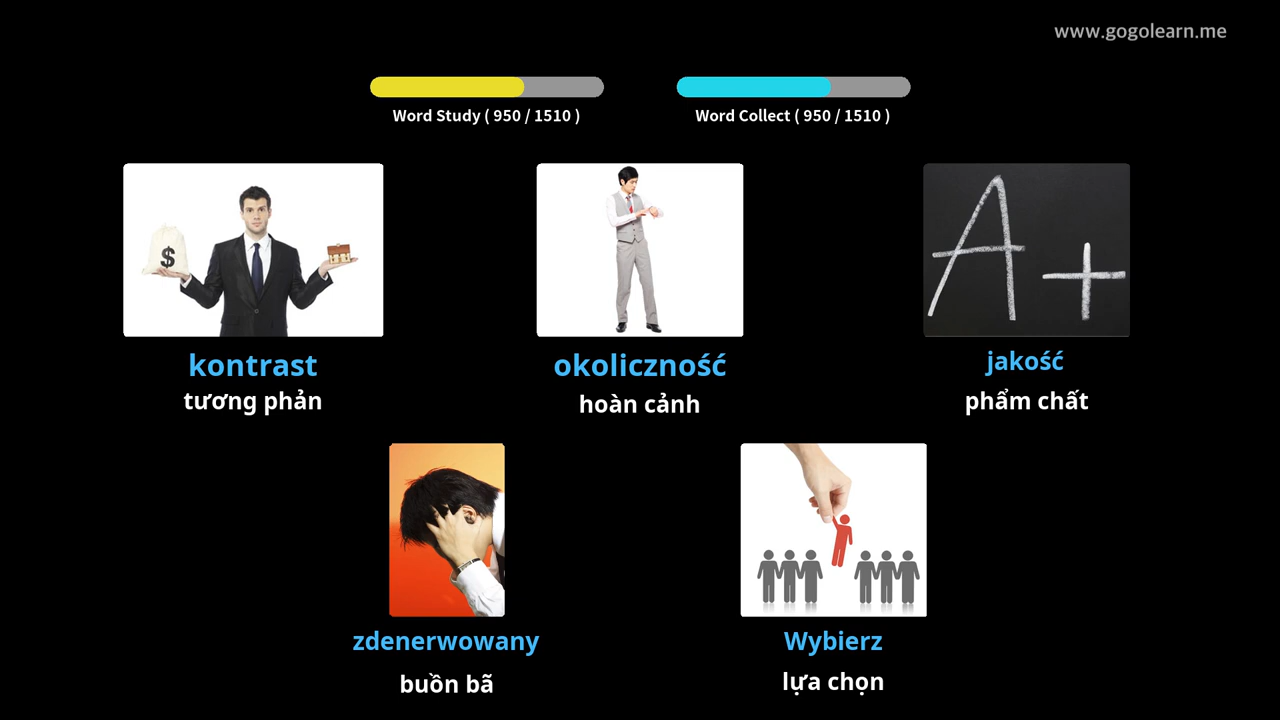 www.gogolearn.me
Word Study ( 950 / 1510 )
Word Collect ( 950 / 1510 )
$
A+
kontrast
okoliczność
jakość
tương phản
hoàn cảnh
phẩm chất
zdenerwowany
Wybierz
buồn bã
lựa chọn